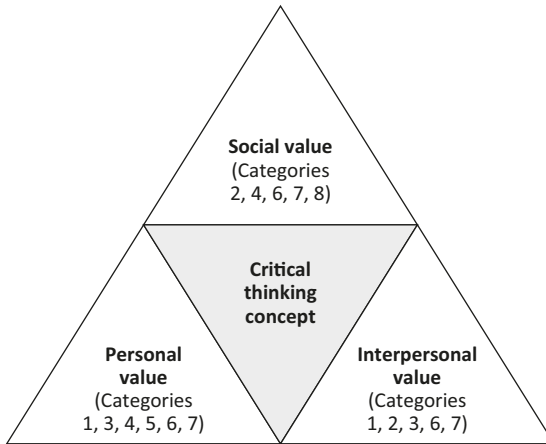 Social value
(Categories
2, 4, 6, 7, 8)
Critical
thinking
concept
Personal
value
(Categories
1, 3, 4, 5, 6, 7)
Interpersonal
value
(Categories
1, 2, 3, 6, 7)